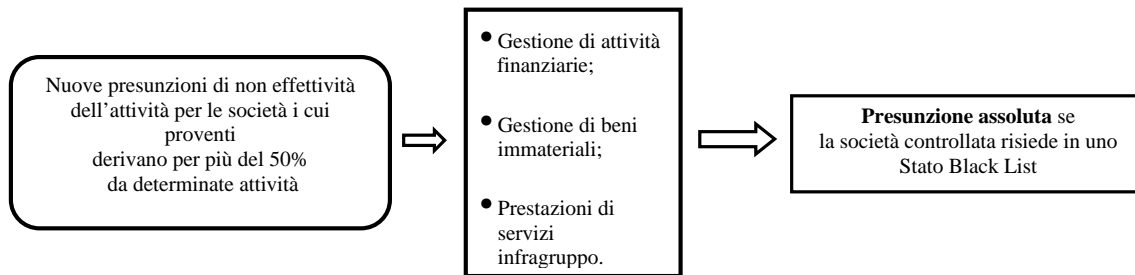 Nuove presunzioni di non effettività
dell'attività per le società i cui
proventi
derivano per più del 50%
da determinate attività
• Gestione di attività
finanziarie;
• Gestione di beni
immateriali;
• Prestazioni di
servizi
infragruppo.
Presunzione assoluta se
la società controllata risiede in uno
Stato Black List